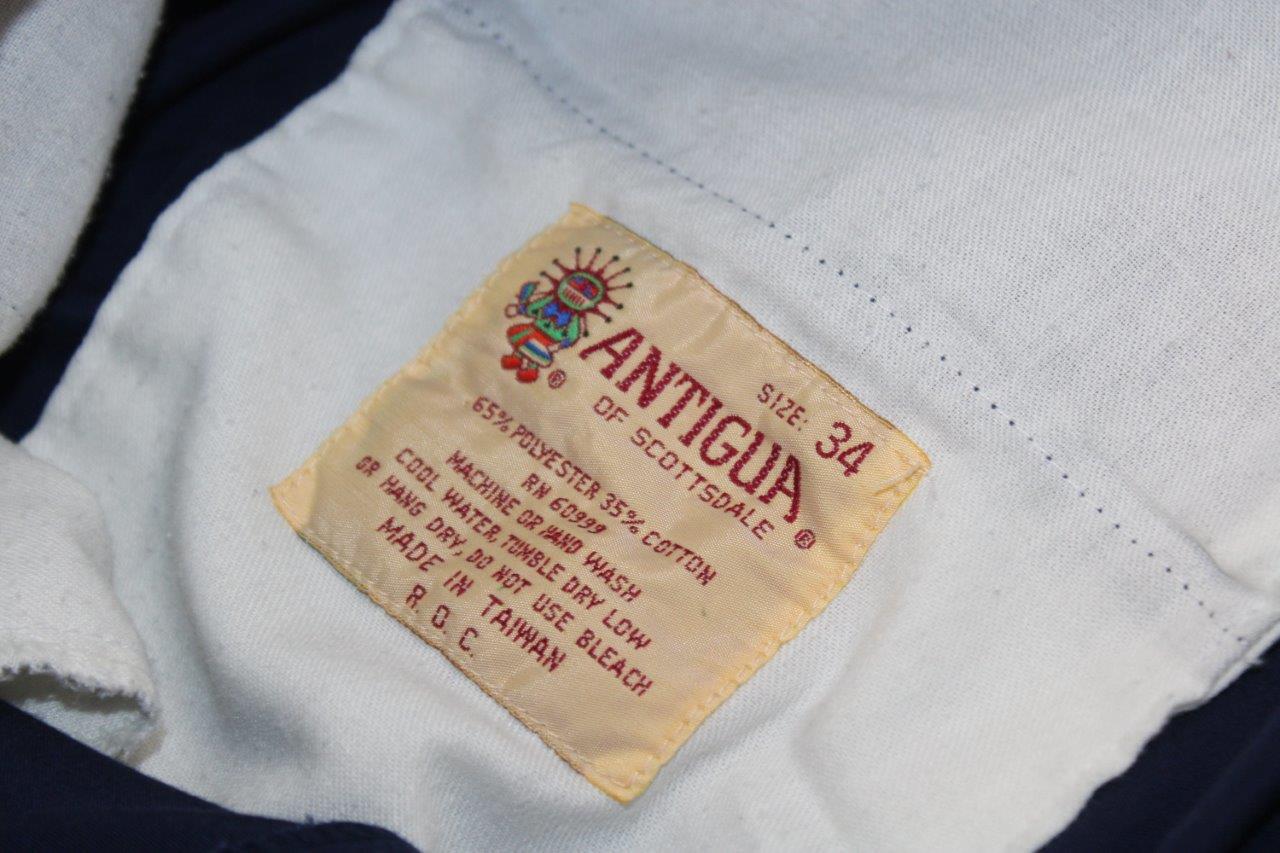 SIZE: 34
ANTIGUA ®
OF SCOTTSDALE
®
65% POLYESTER 35% COTTON
RN 60999
MACHINE OR HAND WASH
COOL WATER, TUMBLE DRY LOW
OR HANG DRY, DO NOT USE BLEACH
MADE IN TAIWAN
R. O. C.